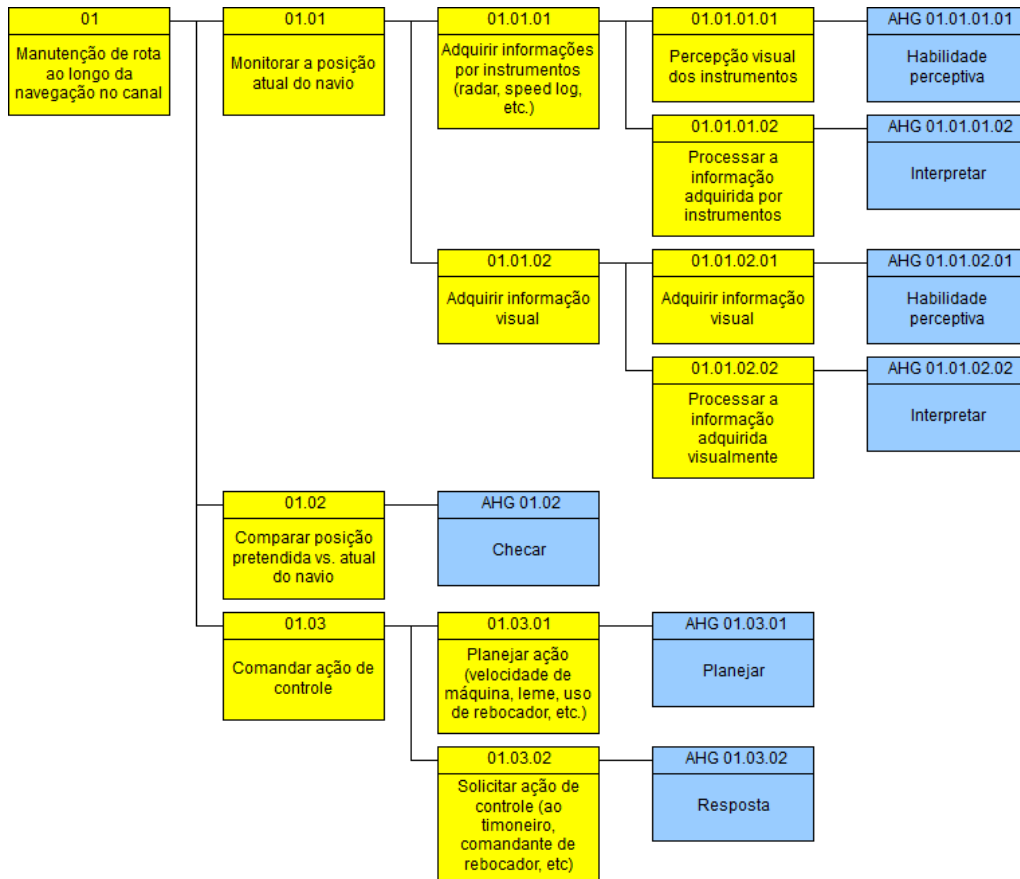 01
Manutenção de rota
ao longo da
navegação no canal
01.01
Monitorar a posição
atual do navio
01.01.01
Adquirir informações
por instrumentos
(radar, speed log,
etc.)
01.01.01.01
Percepção visual
dos instrumentos
AHG 01.01.01.01
Habilidade
perceptiva
01.01.01.02
Processar a
informação
adquirida por
instrumentos
AHG 01.01.01.02
Interpretar
01.01.02
Adquirir informação
visual
01.01.02.01
Adquirir informação
visual
AHG 01.01.02.01
Habilidade
perceptiva
01.01.02.02
Processar a
informação
adquirida
visualmente
AHG 01.01.02.02
Interpretar
01.02
Comparar posição
pretendida vs. atual
do navio
AHG 01.02
Checar
01.03
Comandar ação de
controle
01.03.01
Planejar ação
(velocidade de
máquina, leme, uso
de rebocador, etc.)
AHG 01.03.01
Planejar
01.03.02
Solicitar ação de
controle (ao
timoneiro,
comandante de
rebocador, etc)
AHG 01.03.02
Resposta